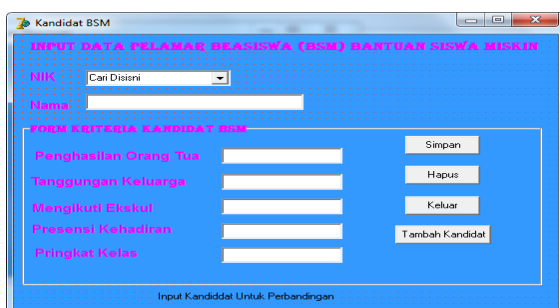 Kandidat BSM
INPUT DATA PELAMAR BEASISWA (BSM) BANTUAN SISWA MISKIN
NIK
Cari Disisni
Nama
FORM KRITERIA KANDIDAT BSM
Penghasilan Orang Tua
Simpan
Tanggungan Keluarga
Hapus
Mengikuti Ekskul
Keluar
Presensi Kehadiran
Tambah Kandidat
Pringkat Kelas
Input Kandiddat Untuk Perbandingan